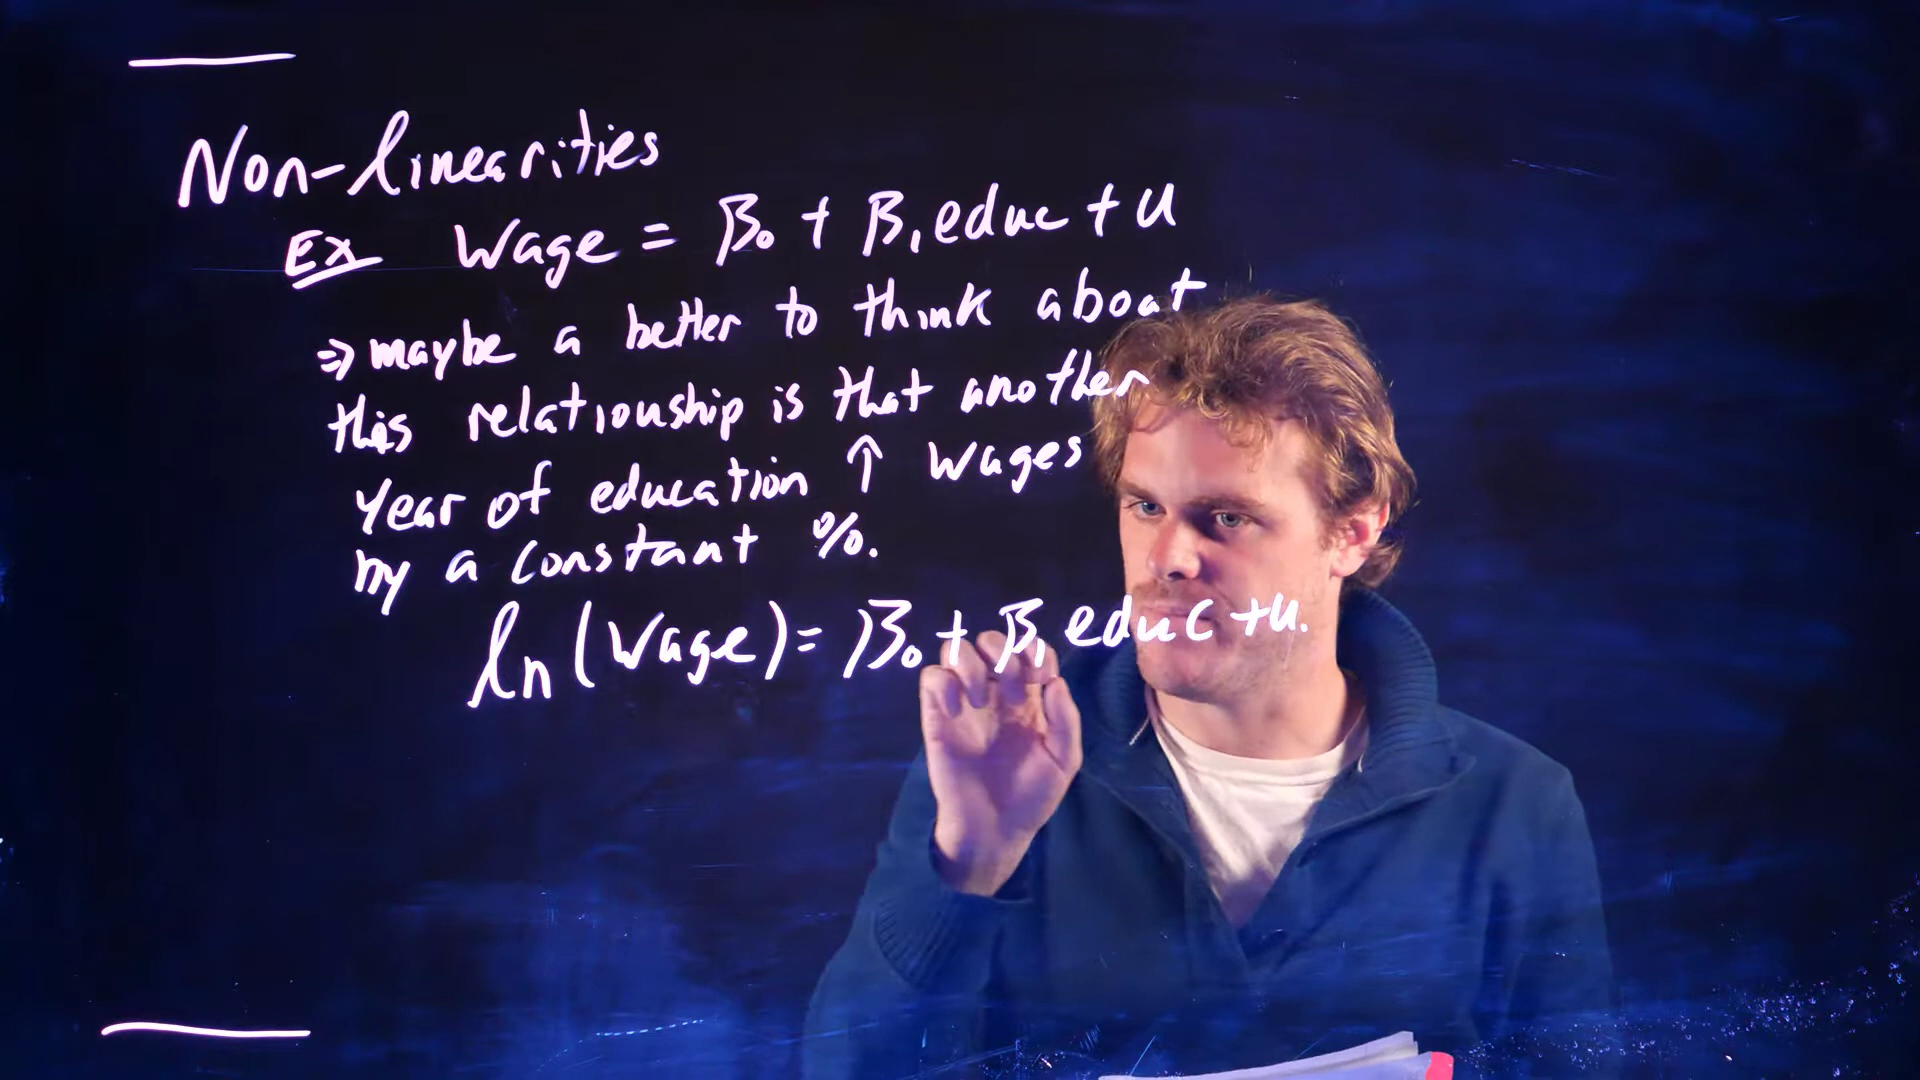 Non-linearities
Ex Wage = β₀ + β₁educ + u
⇒ maybe a better to think about
this relationship is that another
year of education ↑ wages
by a constant %.
ln(Wage) = β₀ + β₁educ + u.